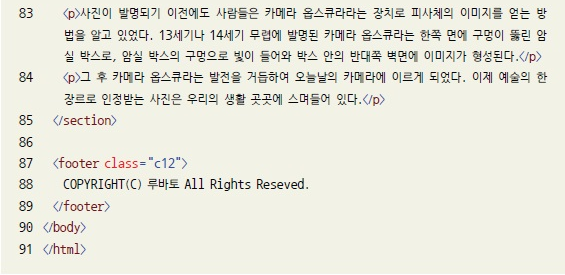 83 <p>사진이 발명되기 이전에도 사람들은 카메라 옵스큐라라는 장치로 피사체의 이미지를 얻는 방
법을 알고 있었다. 13세기나 14세기 무렵에 발명된 카메라 옵스큐라는 한쪽 면에 구멍이 뚫린 암
실 박스로, 암실 박스의 구멍으로 빛이 들어와 박스 안의 반대쪽 벽면에 이미지가 형성된다.</p>
84 <p>그 후 카메라 옵스큐라는 발전을 거듭하여 오늘날의 카메라에 이르게 되었다. 이제 예술의 한
장르로 인정받는 사진은 우리의 생활 곳곳에 스며들어 있다.</p>
85 </section>
86
87 <footer class="c12">
88 COPYRIGHT(C) 루바토 All Rights Reseved.
89 </footer>
90 </body>
91 </html>